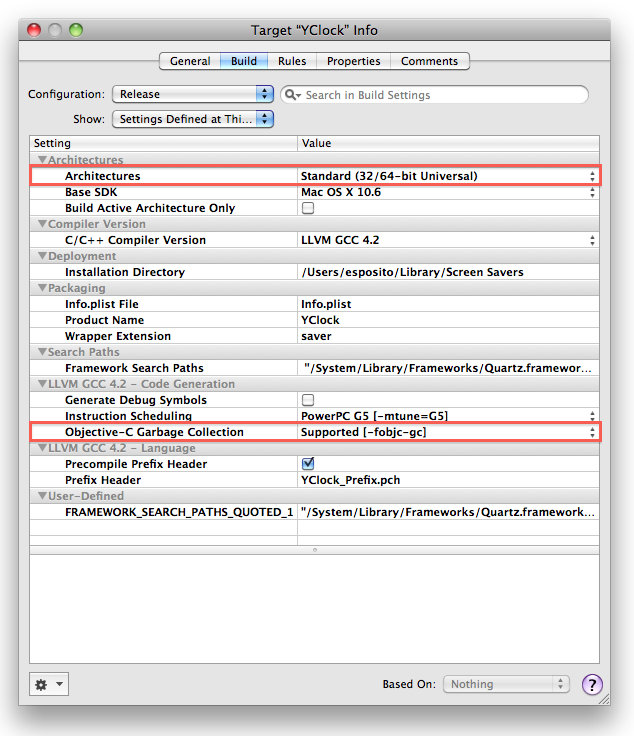 Target “YClock” Info
General Build Rules Properties Comments
Configuration: Release Search in Build Settings
Show: Settings Defined at Thi...
Setting Value
Architectures
Architectures Standard (32/64-bit Universal)
Base SDK Mac OS X 10.6
Build Active Architecture Only
Compiler Version
C/C++ Compiler Version LLVM GCC 4.2
Deployment
Installation Directory /Users/esposito/Library/Screen Savers
Packaging
Info.plist File Info.plist
Product Name YClock
Wrapper Extension saver
Search Paths
Framework Search Paths "/System/Library/Frameworks/Quartz.framewor...
LLVM GCC 4.2 - Code Generation
Generate Debug Symbols
Instruction Scheduling PowerPC G5 [-mtune=G5]
Objective-C Garbage Collection Supported [-fobjc-gc]
LLVM GCC 4.2 - Language
Precompile Prefix Header
Prefix Header YClock_Prefix.pch
User-Defined
FRAMEWORK_SEARCH_PATHS_QUOTED_1 "/System/Library/Frameworks/Quartz.framework...
Based On: Nothing ?